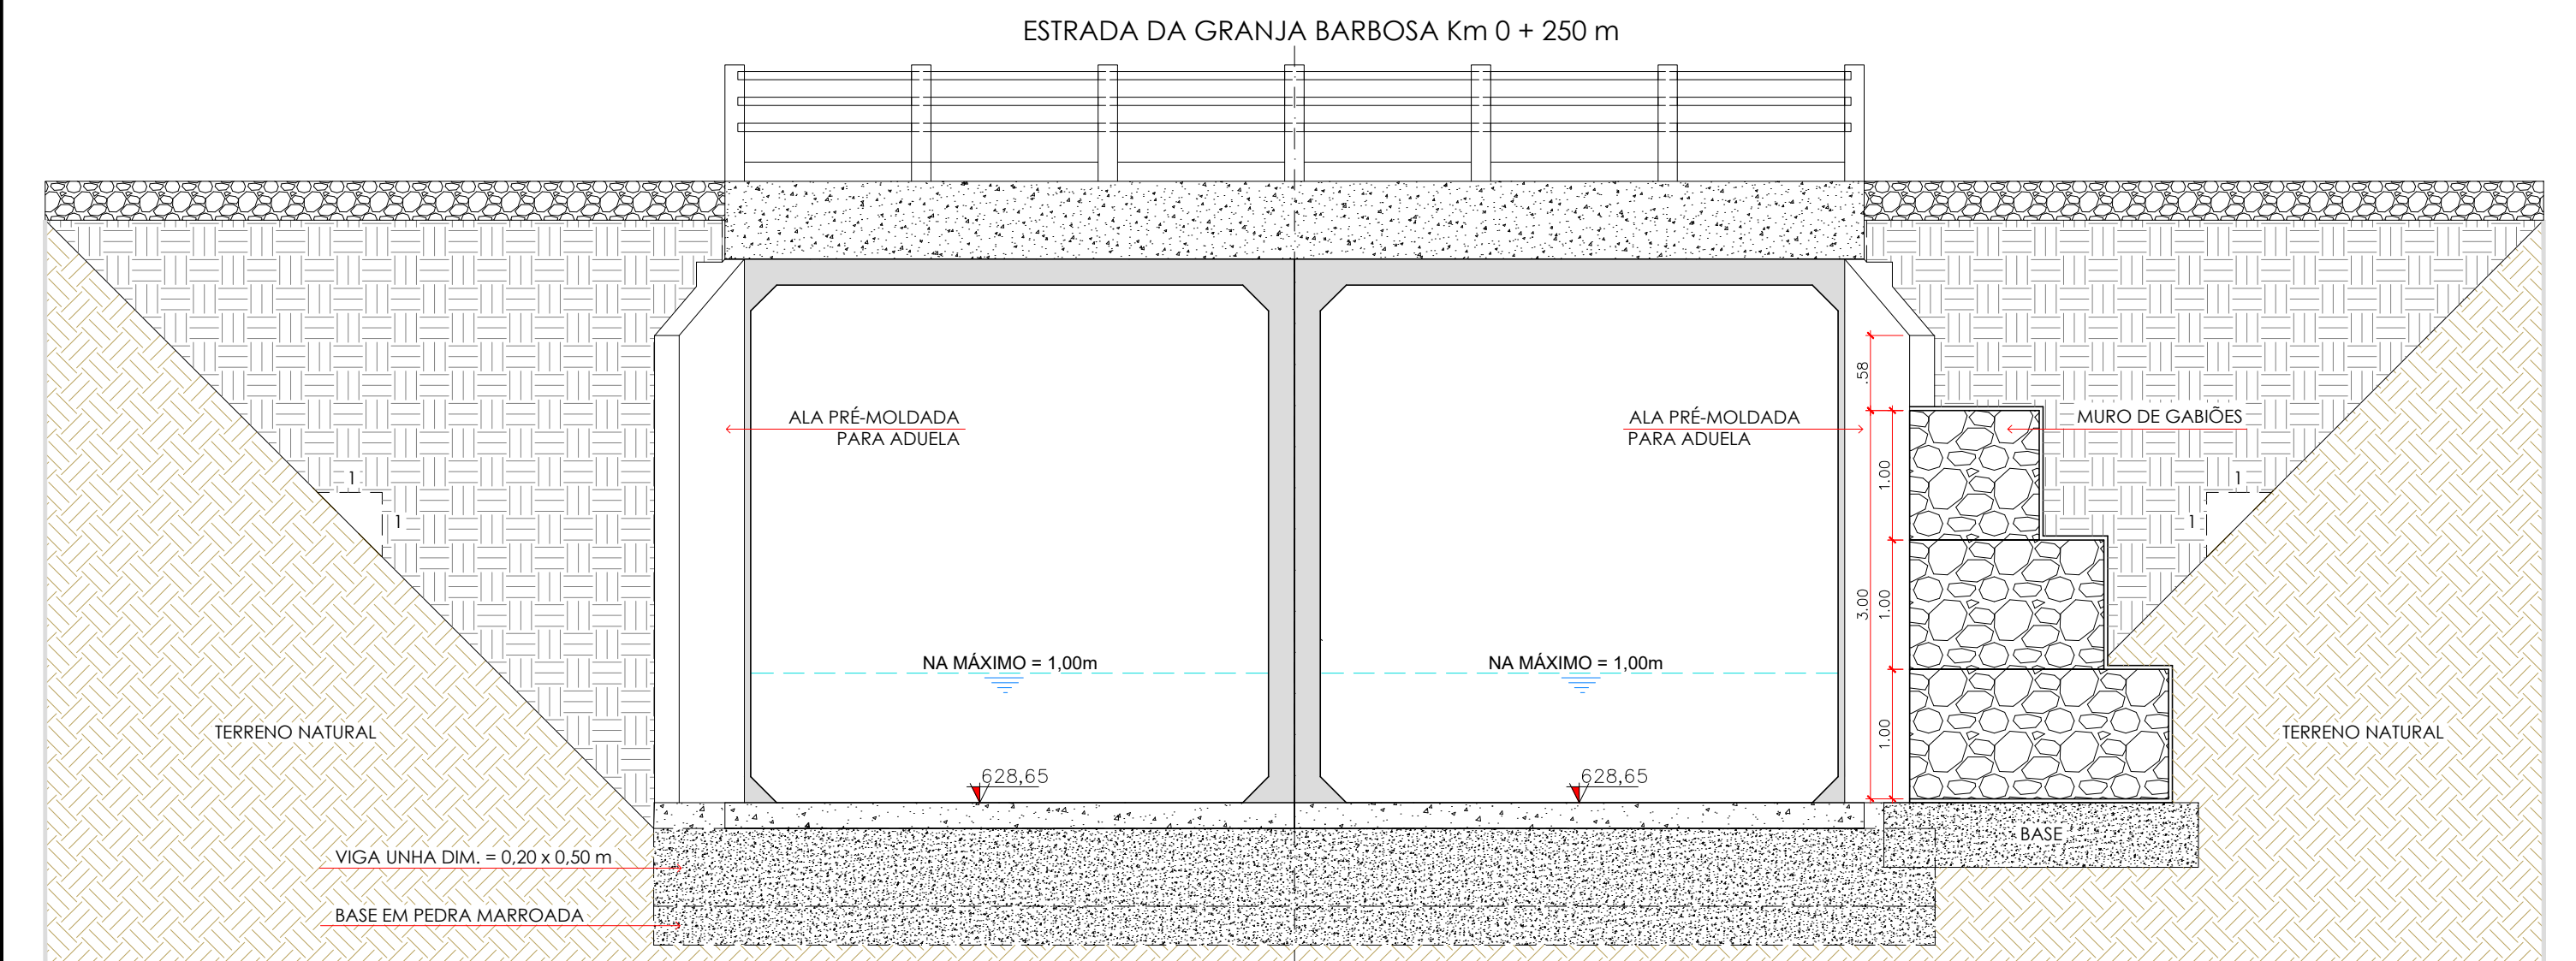 ESTRADA DA GRANJA BARBOSA Km 0 + 250 m
.58
ALA PRÉ-MOLDADA
PARA ADUELA
ALA PRÉ-MOLDADA
PARA ADUELA
MURO DE GABIÕES
1.00
1
1
1
1
3.00
1.00
NA MÁXIMO = 1,00m
NA MÁXIMO = 1,00m
TERRENO NATURAL
1.00
TERRENO NATURAL
628,65
628,65
BASE
VIGA UNHA DIM. = 0,20 x 0,50 m
BASE EM PEDRA MARROADA